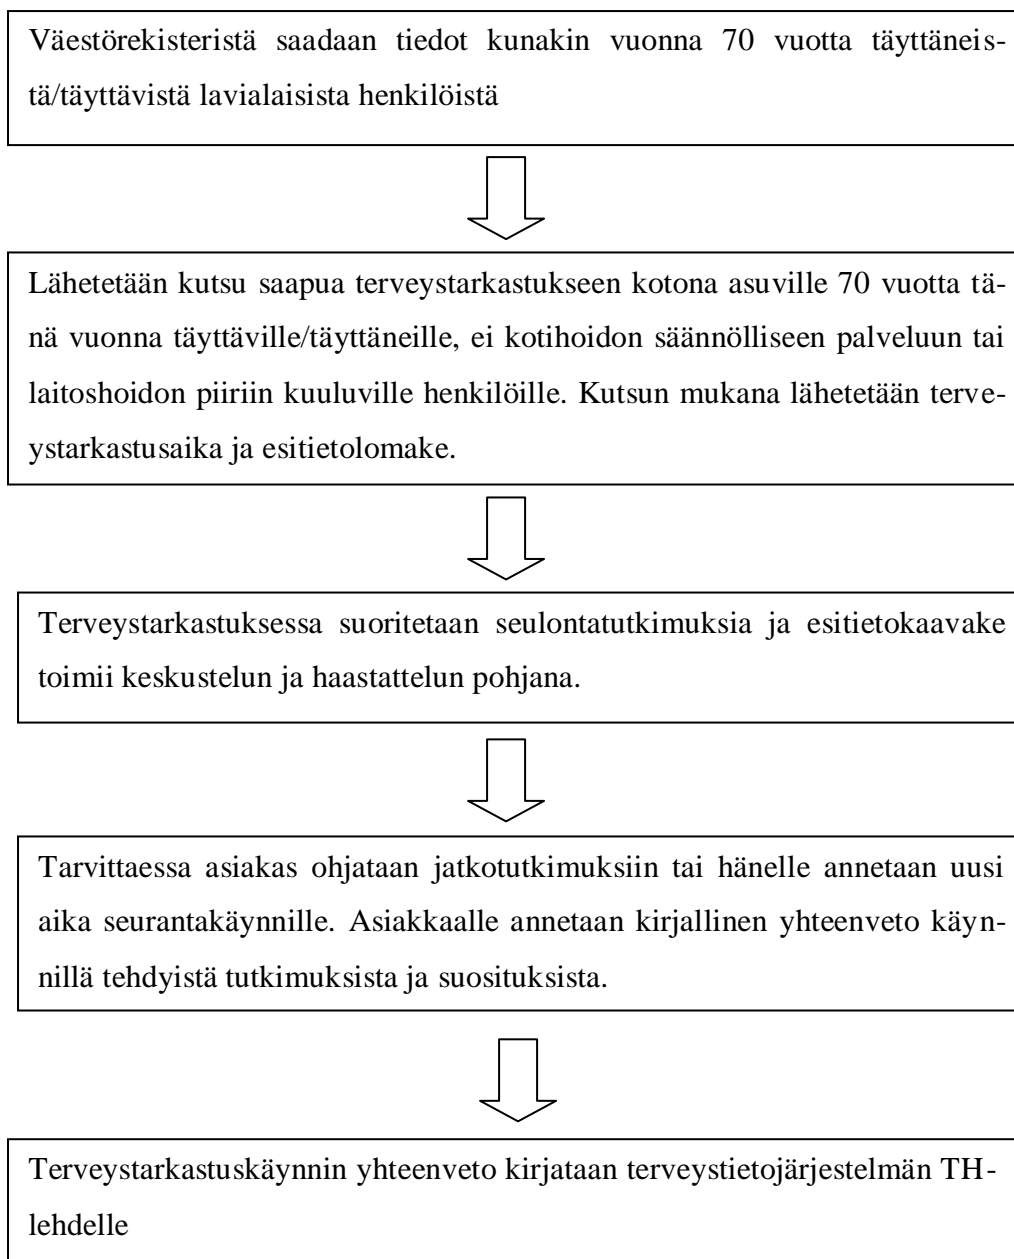 Väestörekisteristä saadaan tiedot kunakin vuonna 70 vuotta täyttäneis-
tä/täyttävistä lavialaisista henkilöistä
Lähetetään kutsu saapua terveystarkastukseen kotona asuville 70 vuotta tä-
nä vuonna täyttäville/täyttäneille, ei kotihoidon säännölliseen palveluun tai
laitoshoidon piiriin kuuluville henkilöille. Kutsun mukana lähetetään terve-
ystarkastusaika ja esitietolomake.
Terveystarkastuksessa suoritetaan seulontatutkimuksia ja esitietokaavake
toimii keskustelun ja haastattelun pohjana.
Tarvittaessa asiakas ohjataan jatkotutkimuksiin tai hänelle annetaan uusi
aika seurantakäynnille. Asiakkaalle annetaan kirjallinen yhteenveto käyn-
nillä tehdyistä tutkimuksista ja suosituksista.
Terveystarkastuskäynnin yhteenveto kirjataan terveystietojärjestelmän TH-
lehdelle